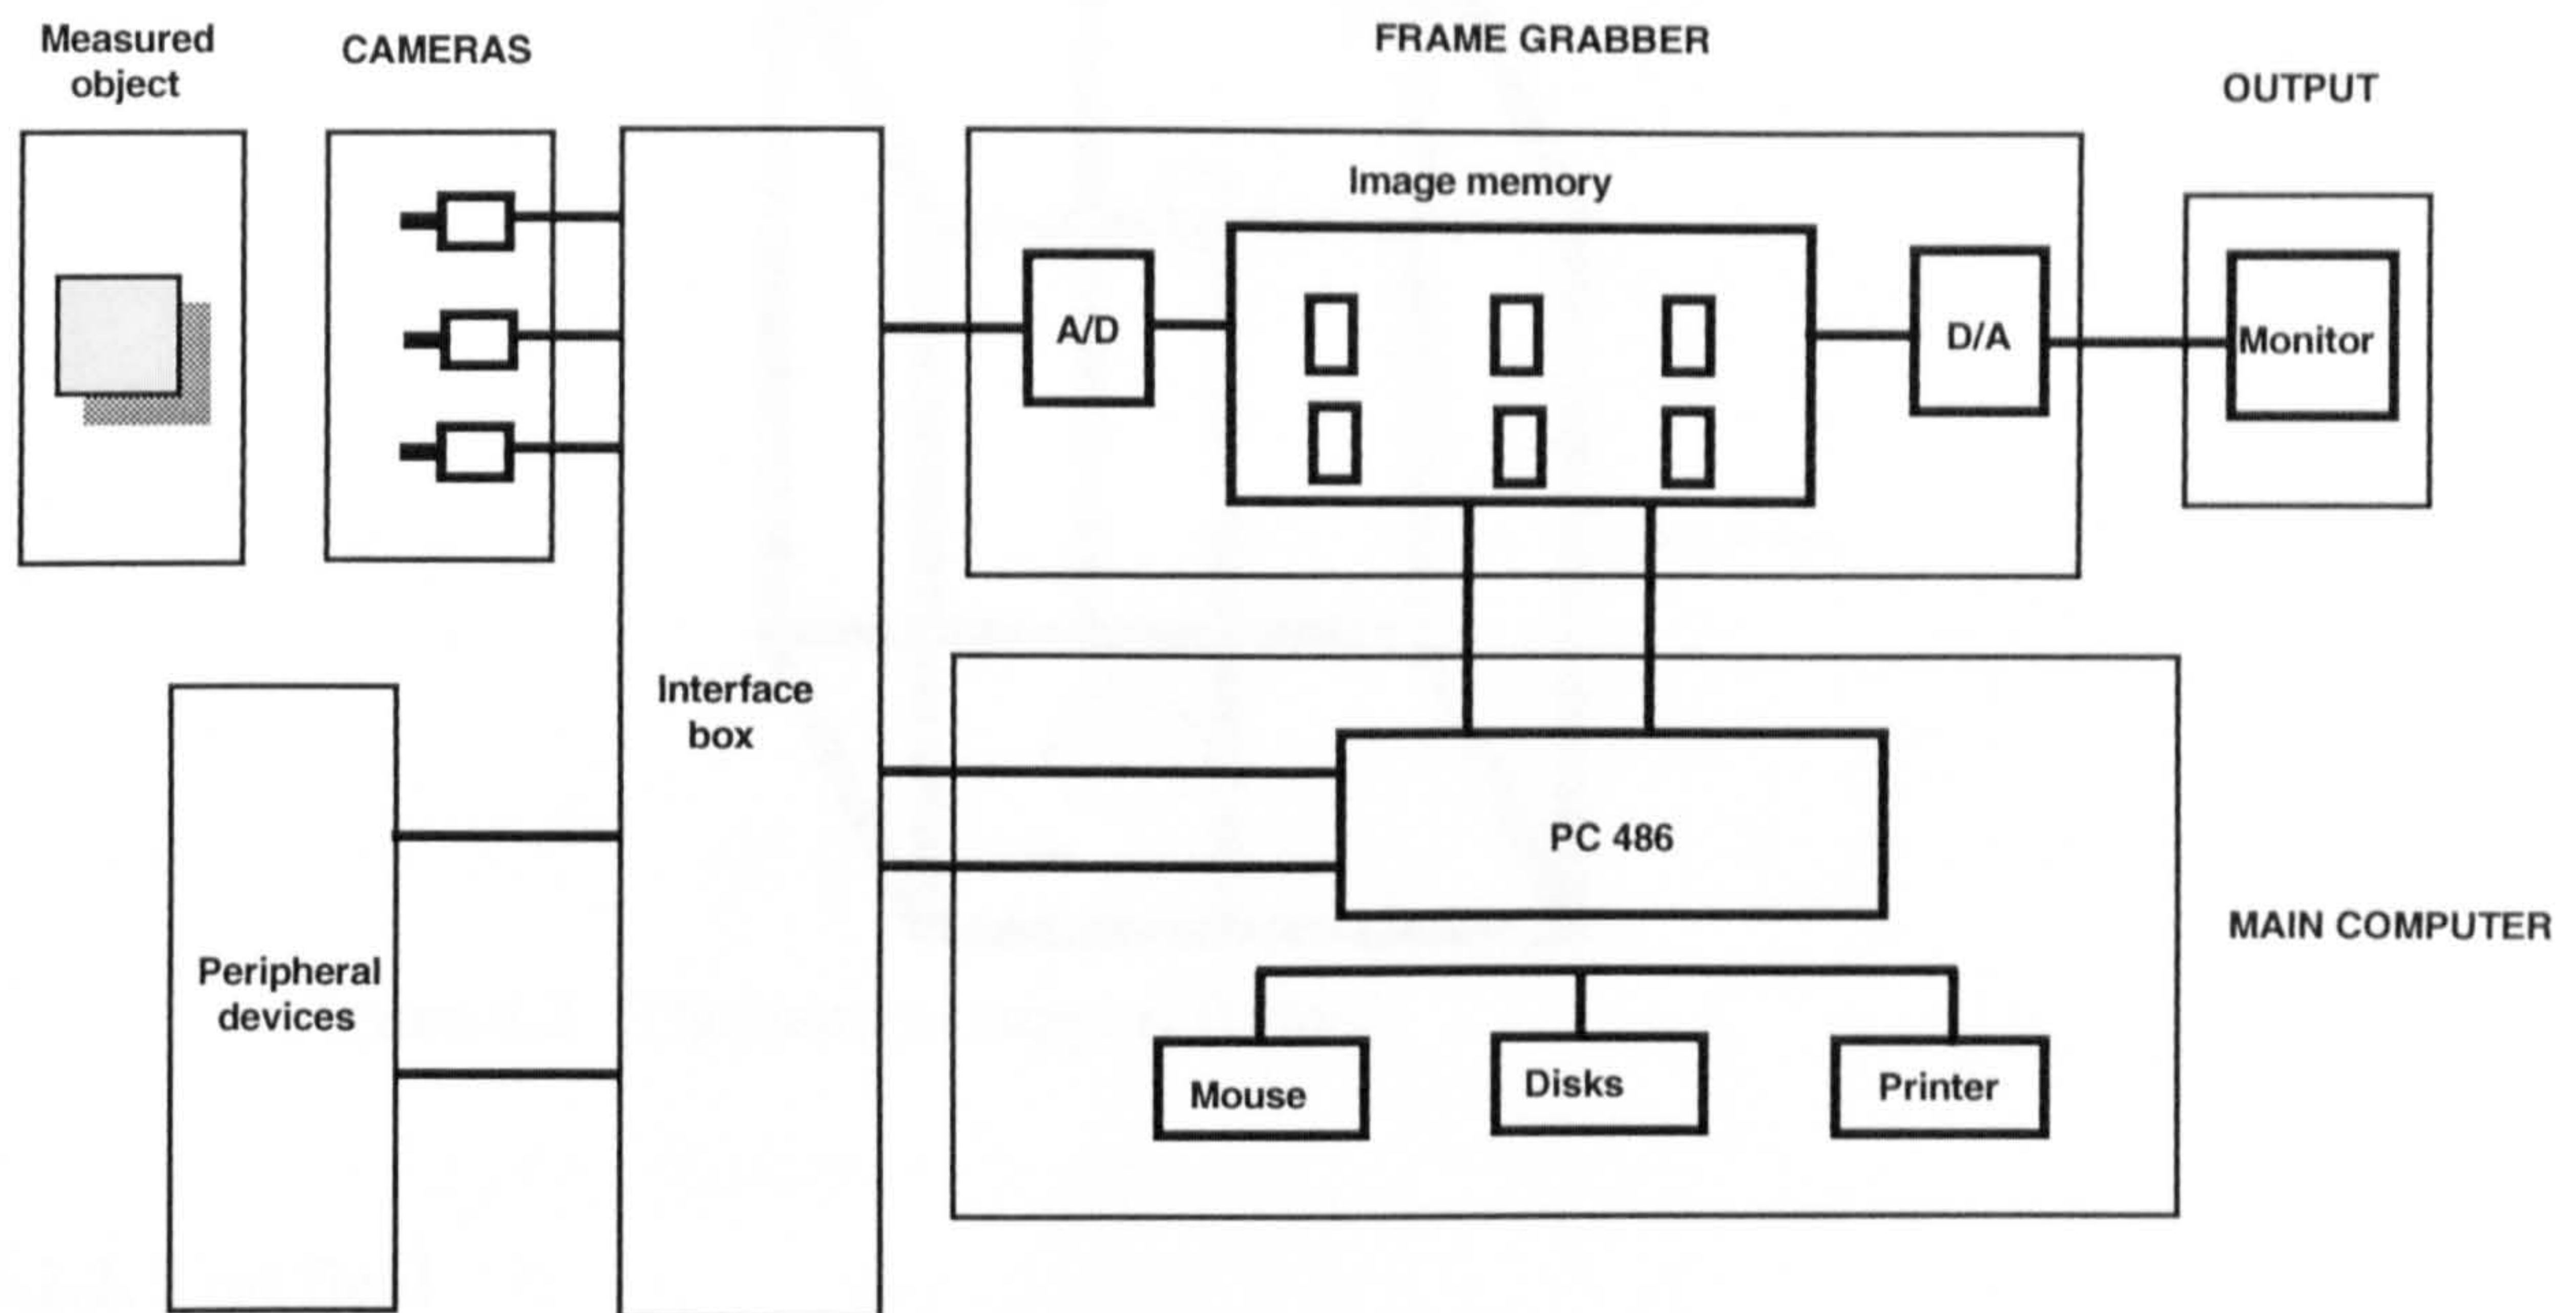 Measured
object
CAMERAS
FRAME GRABBER
OUTPUT
Image memory
A/D
D/A
Monitor
Interface
box
PC 486
MAIN COMPUTER
Peripheral
devices
Mouse
Disks
Printer